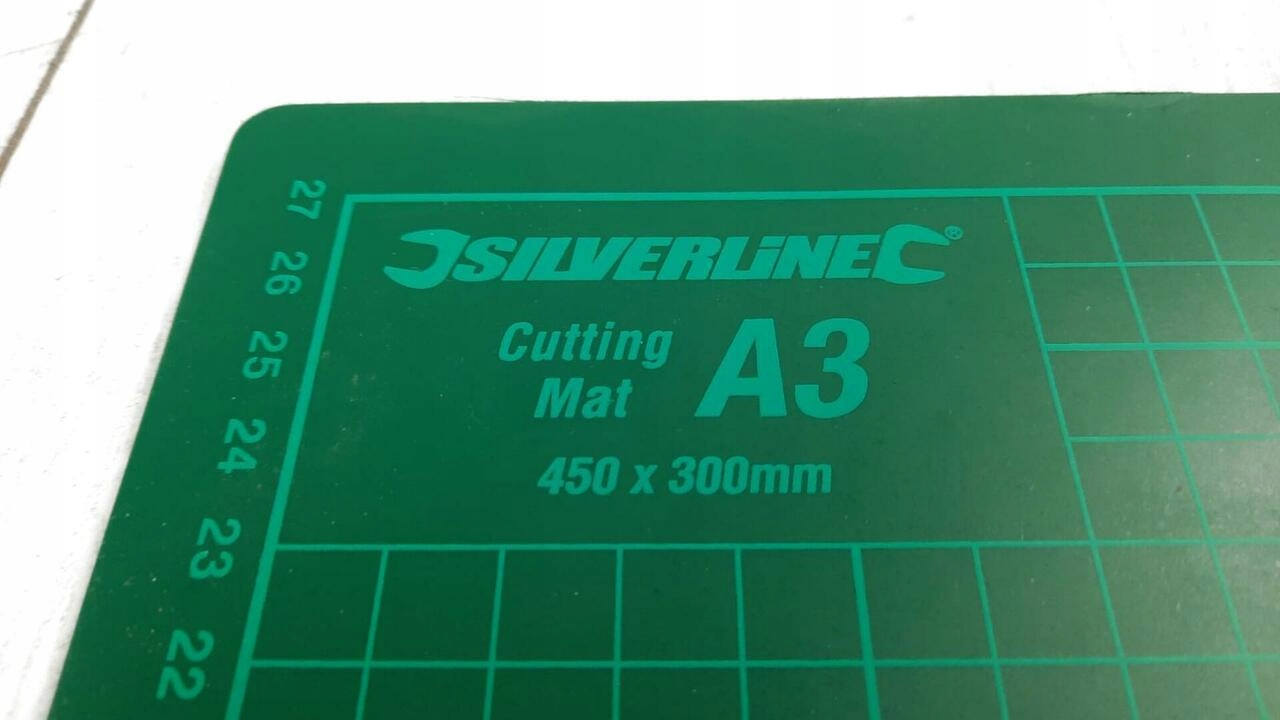 SILVERLINE®
Cutting
Mat
A3
450 x 300mm
27
26
25
24
23
22